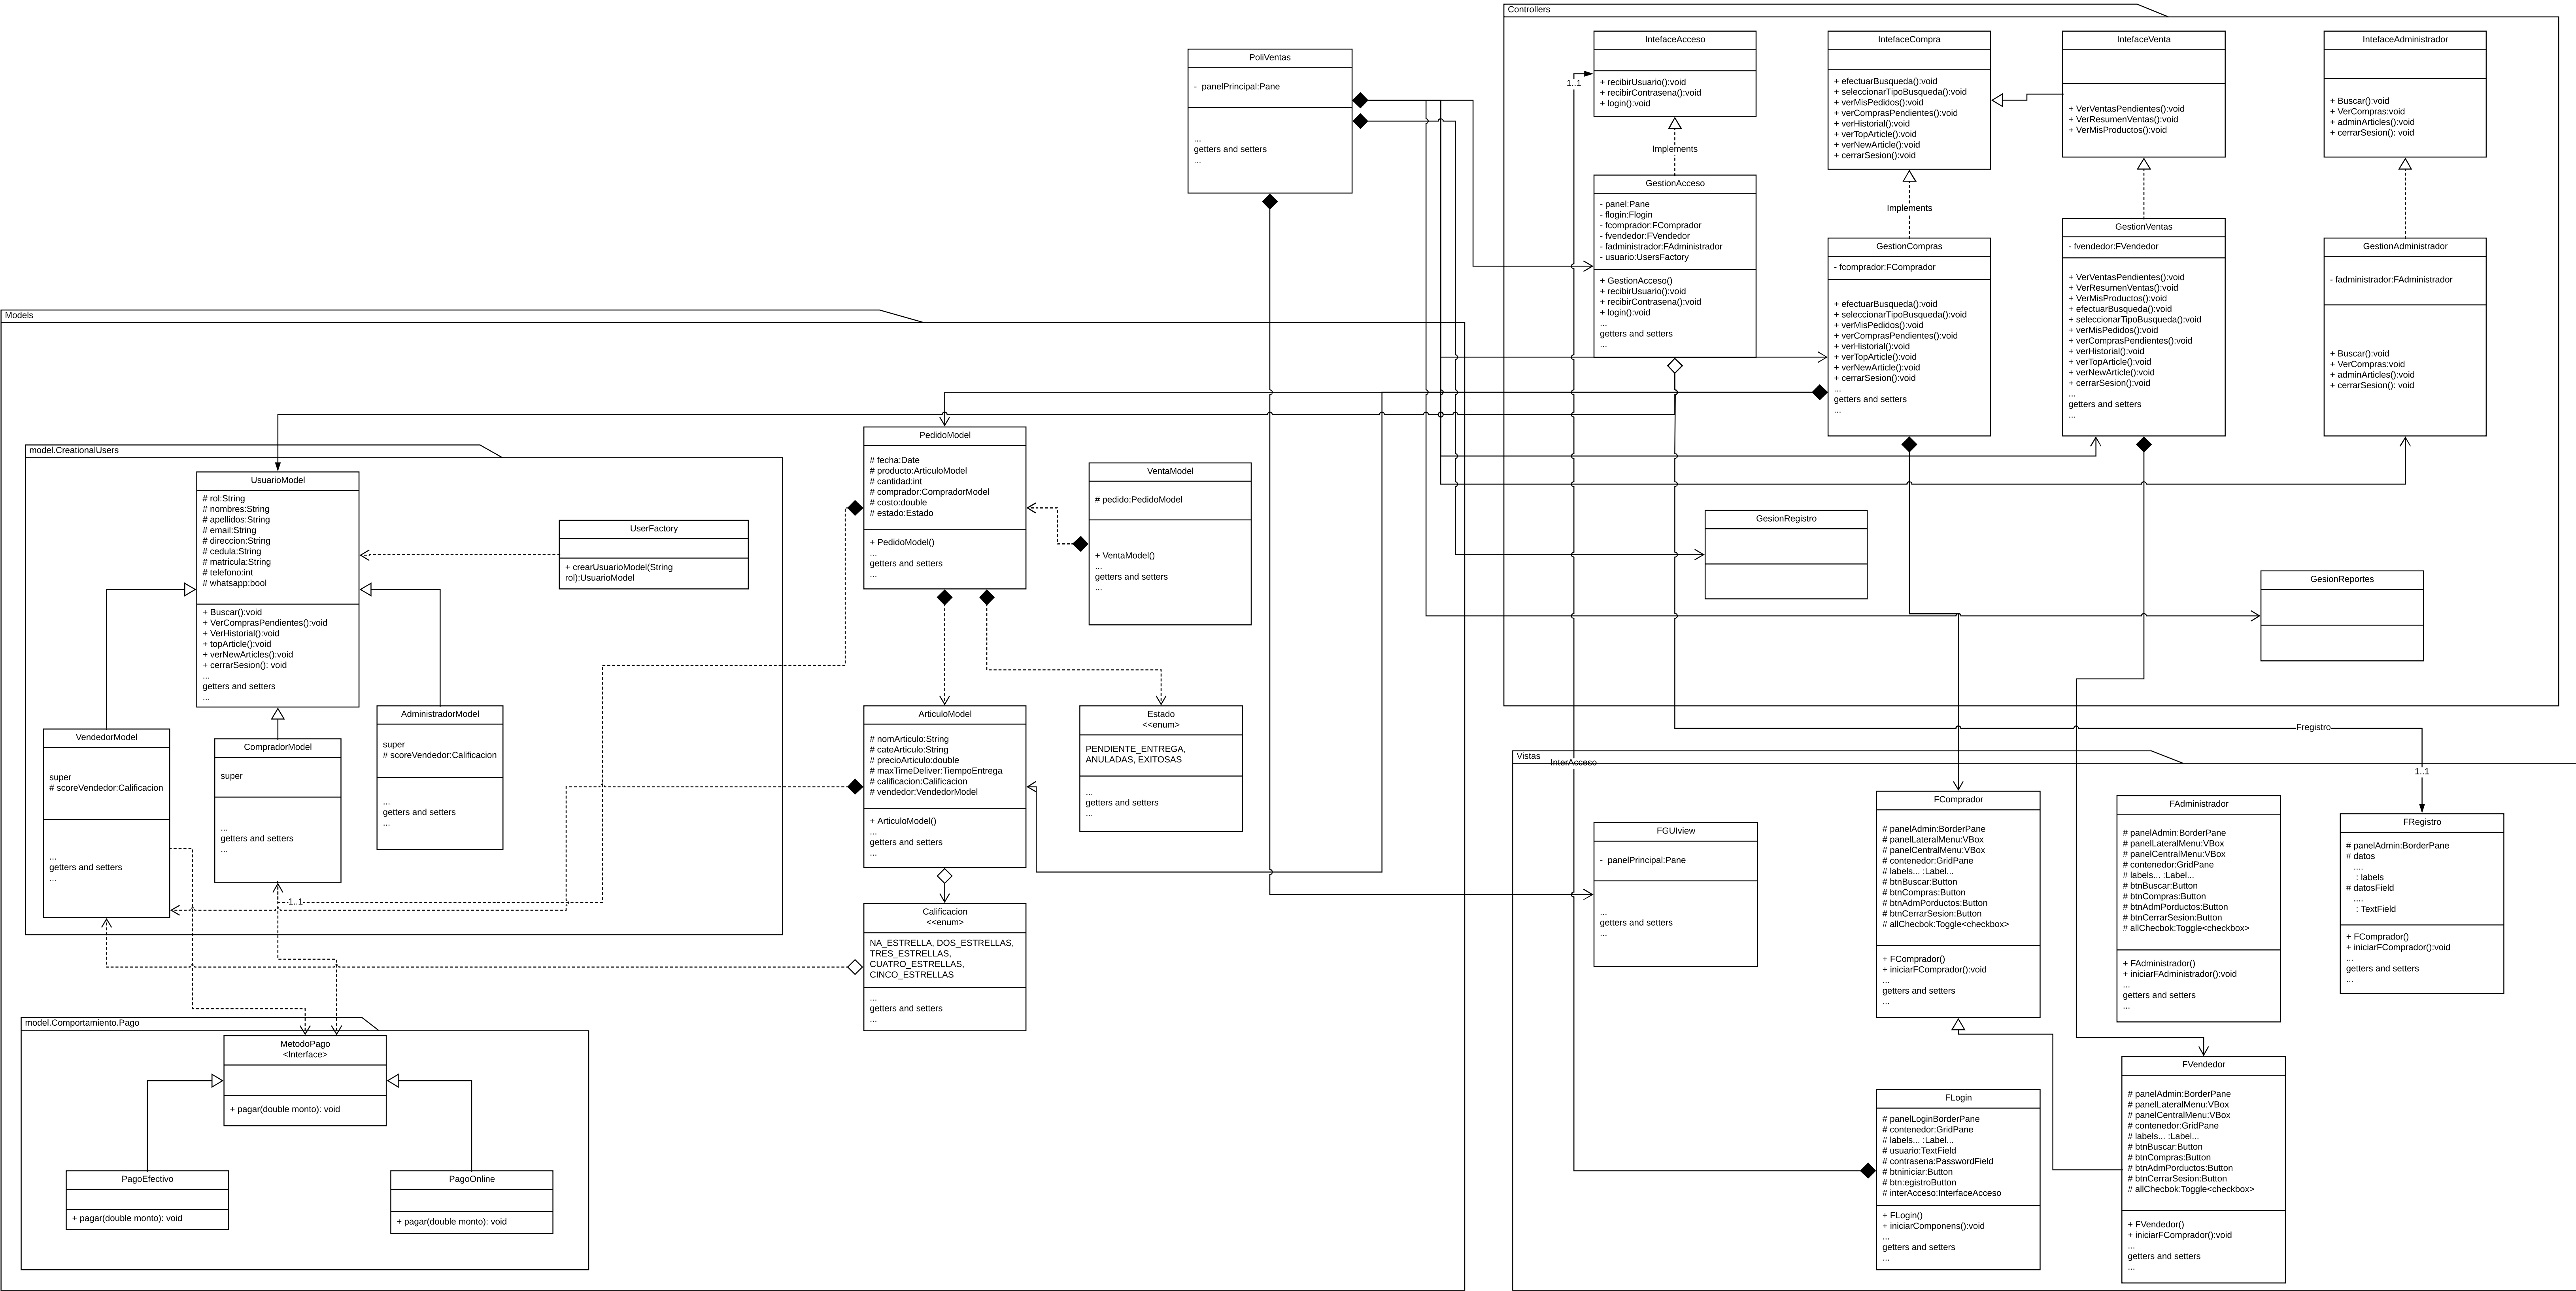 Controllers
IntefaceAcceso
+ recibirUsuario():void
+ recibirContrasena():void
+ login():void
IntefaceCompra
+ efectuarBusqueda():void
+ seleccionarTipoBusqueda():void
+ verMisPedidos():void
+ verComprasPendientes():void
+ verHistorial():void
+ verTopArticle():void
+ verNewArticle():void
+ cerrarSesion():void
IntefaceVenta
+ VerVentasPendientes():void
+ VerResumenVentas():void
+ VerMisProductos():void
IntefaceAdministrador
+ Buscar():void
+ VerCompras:void
+ adminArticles():void
+ cerrarSesion(): void
PoliVentas
- panelPrincipal:Pane
...
getters and setters
...
1..1
Implements
Implements
GestionAcceso
- panel:Pane
- flogin:Flogin
- fcomprador:FComprador
- fvendedor:FVendedor
- fadministrador:FAdministrador
- usuario:UsersFactory
+ GestionAcceso()
+ recibirUsuario():void
+ recibirContrasena():void
+ login():void
...
getters and setters
...
GestionCompras
- fcomprador:FComprador
+ efectuarBusqueda():void
+ seleccionarTipoBusqueda():void
+ verMisPedidos():void
+ verComprasPendientes():void
+ verHistorial():void
+ verTopArticle():void
+ verNewArticle():void
+ cerrarSesion():void
...
getters and setters
...
GestionVentas
- fvendedor:FVendedor
+ VerVentasPendientes():void
+ VerResumenVentas():void
+ VerMisProductos():void
+ efectuarBusqueda():void
+ seleccionarTipoBusqueda():void
+ verMisPedidos():void
+ verComprasPendientes():void
+ verHistorial():void
+ verTopArticle():void
+ verNewArticle():void
+ cerrarSesion():void
...
getters and setters
...
GestionAdministrador
- fadministrador:FAdministrador
+ Buscar():void
+ VerCompras:void
+ adminArticles():void
+ cerrarSesion(): void
GesionRegistro
GesionReportes
Models
model.CreationalUsers
UsuarioModel
# rol:String
# nombres:String
# apellidos:String
# email:String
# direccion:String
# cedula:String
# matricula:String
# telefono:int
# whatsapp:bool
+ Buscar():void
+ VerComprasPendientes():void
+ VerHistorial():void
+ topArticle():void
+ verNewArticles():void
+ cerrarSesion(): void
...
getters and setters
...
UserFactory
+ crearUsuarioModel(String
rol):UsuarioModel
VendedorModel
super
# scoreVendedor:Calificacion
...
getters and setters
...
CompradorModel
super
...
getters and setters
...
AdministradorModel
super
# scoreVendedor:Calificacion
...
getters and setters
...
1..1
PedidoModel
# fecha:Date
# producto:ArticuloModel
# cantidad:int
# comprador:CompradorModel
# costo:double
# estado:Estado
+ PedidoModel()
...
getters and setters
...
VentaModel
# pedido:PedidoModel
+ VentaModel()
...
getters and setters
...
ArticuloModel
# nomArticulo:String
# cateArticulo:String
# precioArticulo:double
# maxTimeDeliver:TiempoEntrega
# calificacion:Calificacion
# vendedor:VendedorModel
+ ArticuloModel()
...
getters and setters
...
Estado
<<enum>
PENDIENTE_ENTREGA,
ANULADAS, EXITOSAS
...
getters and setters
...
Calificacion
<<enum>
NA_ESTRELLA, DOS_ESTRELLAS,
TRES_ESTRELLAS,
CUATRO_ESTRELLAS,
CINCO_ESTRELLAS
...
getters and setters
...
model.Comportamiento.Pago
MetodoPago
<Interface>
+ pagar(double monto): void
PagoEfectivo
+ pagar(double monto): void
PagoOnline
+ pagar(double monto): void
Fregistro
1..1
Vistas
InterAcceso
FGUIview
- panelPrincipal:Pane
...
getters and setters
...
FComprador
# panelAdmin:BorderPane
# panelLateralMenu:VBox
# panelCentralMenu:VBox
# contenedor:GridPane
# labels... :Label...
# btnBuscar:Button
# btnCompras:Button
# btnAdmPorductos:Button
# btnCerrarSesion:Button
# allChecbok:Toggle<checkbox>
+ FComprador()
+ iniciarFComprador():void
...
getters and setters
...
FAdministrador
# panelAdmin:BorderPane
# panelLateralMenu:VBox
# panelCentralMenu:VBox
# contenedor:GridPane
# labels... :Label...
# btnBuscar:Button
# btnCompras:Button
# btnAdmPorductos:Button
# btnCerrarSesion:Button
# allChecbok:Toggle<checkbox>
+ FAdministrador()
+ iniciarFAdministrador():void
...
getters and setters
...
FRegistro
# panelAdmin:BorderPane
# datos
....
: labels
# datosField
....
: TextField
+ FComprador()
+ iniciarFComprador():void
...
getters and setters
...
FLogin
# panelLoginBorderPane
# contenedor:GridPane
# labels... :Label...
# usuario:TextField
# contrasena:PasswordField
# btniniciar:Button
# btn:egistroButton
# interAcceso:InterfaceAcceso
+ FLogin()
+ iniciarComponens():void
...
getters and setters
...
FVendedor
# panelAdmin:BorderPane
# panelLateralMenu:VBox
# panelCentralMenu:VBox
# contenedor:GridPane
# labels... :Label...
# btnBuscar:Button
# btnCompras:Button
# btnAdmPorductos:Button
# btnCerrarSesion:Button
# allChecbok:Toggle<checkbox>
+ FVendedor()
+ iniciarFComprador():void
...
getters and setters
...